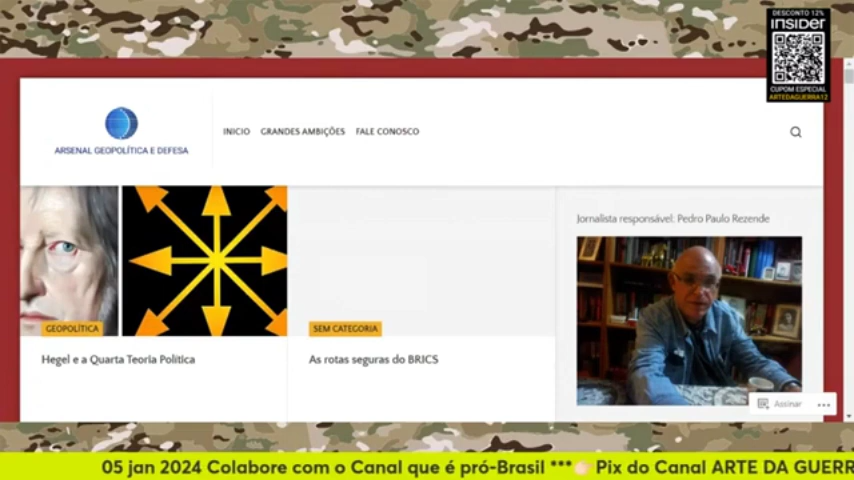 DESCONTO 12%
INSIDER
CUPOM ESPECIAL
ARTEDAGUERRA12
ARSENAL GEOPOLÍTICA E DEFESA
INICIO GRANDES AMBIÇÕES FALE CONOSCO
Jornalista responsável: Pedro Paulo Rezende
GEOPOLÍTICA
SEM CATEGORIA
Hegel e a Quarta Teoria Política
As rotas seguras do BRICS
Assinar
05 jan 2024 Colabore com o Canal que é pró-Brasil *** Pix do Canal ARTE DA GUERR